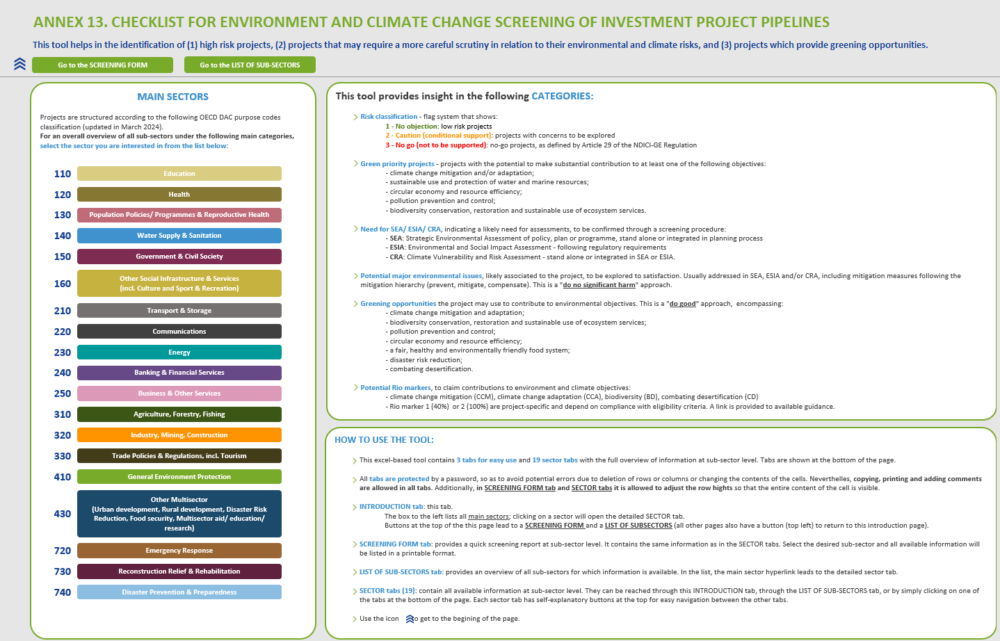 ANNEX 13. CHECKLIST FOR ENVIRONMENT AND CLIMATE CHANGE SCREENING OF INVESTMENT PROJECT PIPELINES
This tool helps in the identification of (1) high risk projects, (2) projects that may require a more careful scrutiny in relation to their environmental and climate risks, and (3) projects which provide greening opportunities.
Go to the SCREENING FORM
Go to the LIST OF SUB-SECTORS
MAIN SECTORS
Projects are structured according to the following OECD DAC purpose codes
classification (updated in March 2024).
For an overall overview of all sub-sectors under the following main categories,
select the sector you are interested in from the list below:
110 Education
120 Health
130 Population Policies/ Programmes & Reproductive Health
140 Water Supply & Sanitation
150 Government & Civil Society
160 Other Social Infrastructure & Services
(incl. Culture and Sport & Recreation)
210 Transport & Storage
220 Communications
230 Energy
240 Banking & Financial Services
250 Business & Other Services
310 Agriculture, Forestry, Fishing
320 Industry, Mining, Construction
330 Trade Policies & Regulations, incl. Tourism
410 General Environment Protection
430 Other Multisector
(Urban development, Rural development, Disaster Risk
Reduction, Food security, Multisector aid/ education/
research)
720 Emergency Response
730 Reconstruction Relief & Rehabilitation
740 Disaster Prevention & Preparedness
This tool provides insight in the following CATEGORIES:
Risk classification - flag system that shows:
1 - No objection: low risk projects
2 - Caution (conditional support): projects with concerns to be explored
3 - No go (not to be supported): no-go projects, as defined by Article 29 of the NDICI-GE Regulation
Green priority projects - projects with the potential to make substantial contribution to at least one of the following objectives:
- climate change mitigation and/or adaptation;
- sustainable use and protection of water and marine resources;
- circular economy and resource efficiency;
- pollution prevention and control;
- biodiversity conservation, restoration and sustainable use of ecosystem services.
Need for SEA/ ESIA/ CRA, indicating a likely need for assessments, to be confirmed through a screening procedure:
- SEA: Strategic Environmental Assessment of policy, plan or programme, stand alone or integrated in planning process
- ESIA: Environmental and Social Impact Assessment - following regulatory requirements
- CRA: Climate Vulnerability and Risk Assessment - stand alone or integrated in SEA or ESIA.
Potential major environmental issues, likely associated to the project, to be explored to satisfaction. Usually addressed in SEA, ESIA and/or CRA, including mitigation measures following the
mitigation hierarchy (prevent, mitigate, compensate). This is a "do no significant harm" approach.
Greening opportunities the project may use to contribute to environmental objectives. This is a "do good" approach, encompassing:
- climate change mitigation and adaptation;
- biodiversity conservation, restoration and sustainable use of ecosystem services;
- pollution prevention and control;
- circular economy and resource efficiency;
- a fair, healthy and environmentally friendly food system;
- disaster risk reduction;
- combating desertification.
Potential Rio markers, to claim contributions to environment and climate objectives:
- climate change mitigation (CCM), climate change adaptation (CCA), biodiversity (BD), combating desertification (CD)
- Rio marker 1 (40%) or 2 (100%) are project-specific and depend on compliance with eligibility criteria. A link is provided to available guidance.
HOW TO USE THE TOOL:
This excel-based tool contains 3 tabs for easy use and 19 sector tabs with the full overview of information at sub-sector level. Tabs are shown at the bottom of the page.
All tabs are protected by a password, so as to avoid potential errors due to deletion of rows or columns or changing the contents of the cells. Neverthelles, copying, printing and adding comments
are allowed in all tabs. Additionally, in SCREENING FORM tab and SECTOR tabs it is allowed to adjust the row hights so that the entire content of the cell is visible.
INTRODUCTION tab: this tab.
The box to the left lists all main sectors; clicking on a sector will open the detailed SECTOR tab.
Buttons at the top of the this page lead to a SCREENING FORM and a LIST OF SUBSECTORS (all other pages also have a button (top left) to return to this introduction page).
SCREENING FORM tab: provides a quick screening report at sub-sector level. It contains the same information as in the SECTOR tabs. Select the desired sub-sector and all available information will
be listed in a printable format.
LIST OF SUB-SECTORS tab: provides an overview of all sub-sectors for which information is available. In the list, the main sector hyperlink leads to the detailed sector tab.
SECTOR tabs (19): contain all available information at sub-sector level. They can be reached through this INTRODUCTION tab, through the LIST OF SUB-SECTORS tab, or by simply clicking on one of
the tabs at the bottom of the page. Each sector tab has self-explanatory buttons at the top for easy navigation between the other tabs.
Use the icon o get to the begining of the page.